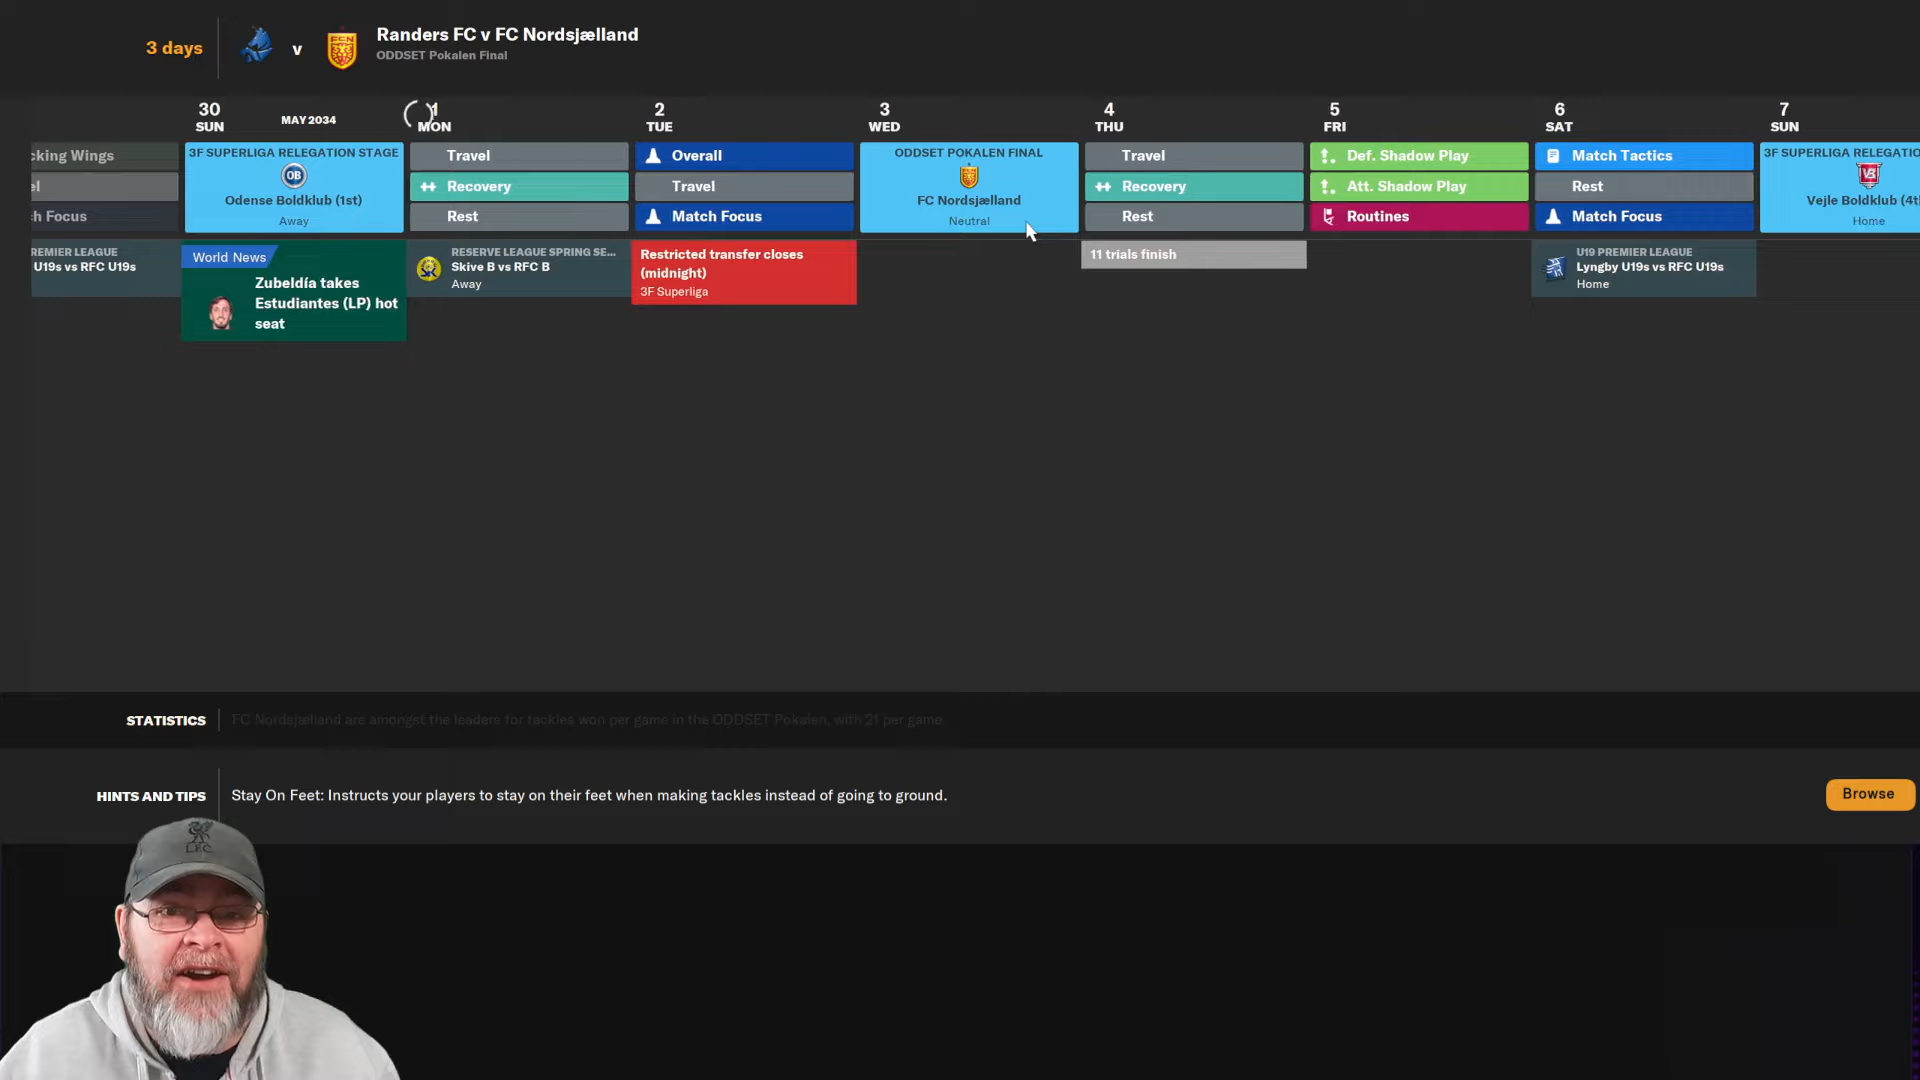 3 days
v
Randers FC v FC Nordsjælland
ODDSET Pokalen Final
30
SUN
MAY 2034
1
MON
2
TUE
3
WED
4
THU
5
FRI
6
SAT
7
SUN
cking Wings
el
ch Focus
3F SUPERLIGA RELEGATION STAGE
OB
Odense Boldklub (1st)
Away
Travel
Recovery
Rest
Overall
Travel
Match Focus
ODDSET POKALEN FINAL
FC Nordsjælland
Neutral
Travel
Recovery
Rest
Def. Shadow Play
Att. Shadow Play
Routines
Match Tactics
Rest
Match Focus
3F SUPERLIGA RELEGATIO
VB
Vejle Boldklub (4t
Home
REMIER LEAGUE
U19s vs RFC U19s
World News
Zubeldía takes
Estudiantes (LP) hot
seat
RESERVE LEAGUE SPRING SE...
Skive B vs RFC B
Away
Restricted transfer closes
(midnight)
3F Superliga
11 trials finish
U19 PREMIER LEAGUE
Lyngby U19s vs RFC U19s
Home
STATISTICS
FC Nordsjælland are amongst the leaders for tackles won per game in the ODDSET Pokalen, with 21 per game
HINTS AND TIPS
Stay On Feet: Instructs your players to stay on their feet when making tackles instead of going to ground.
Browse
L.F.C.